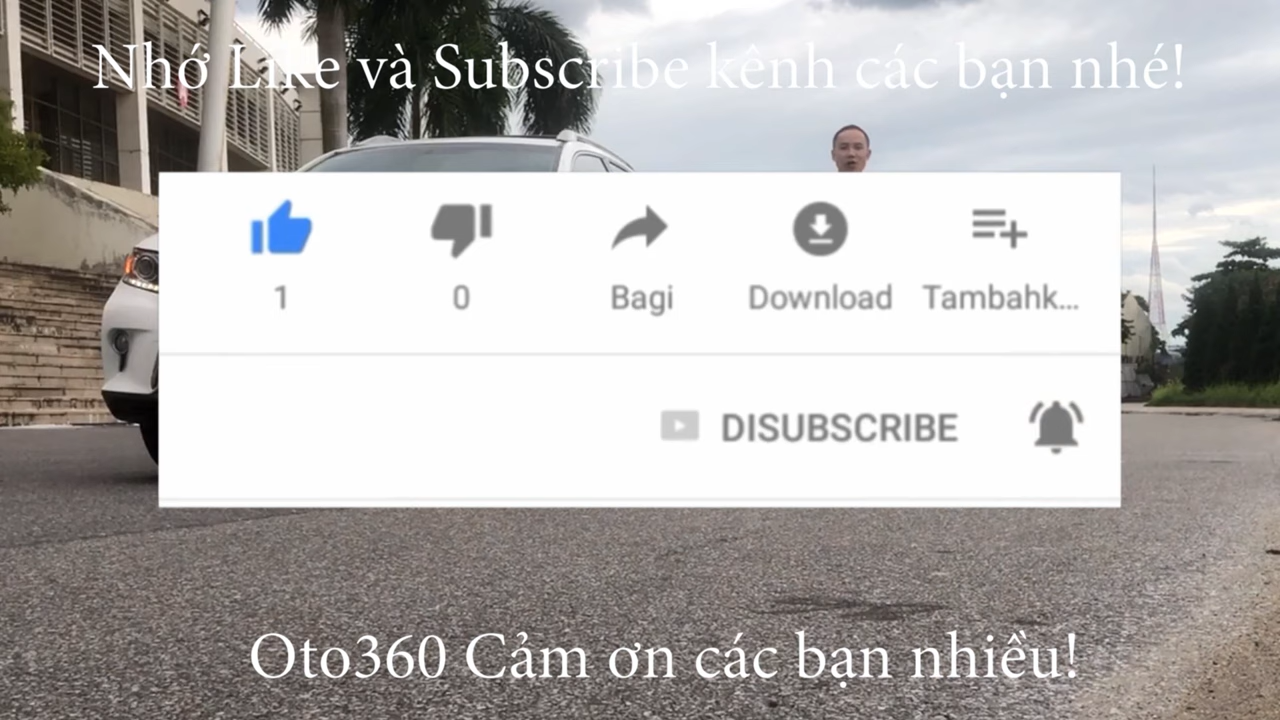 Nhớ Like và Subscribe kênh các bạn nhé!
1 0 Bagi Download Tambahk...
DISUBSCRIBE
Oto360 Cảm ơn các bạn nhiều!